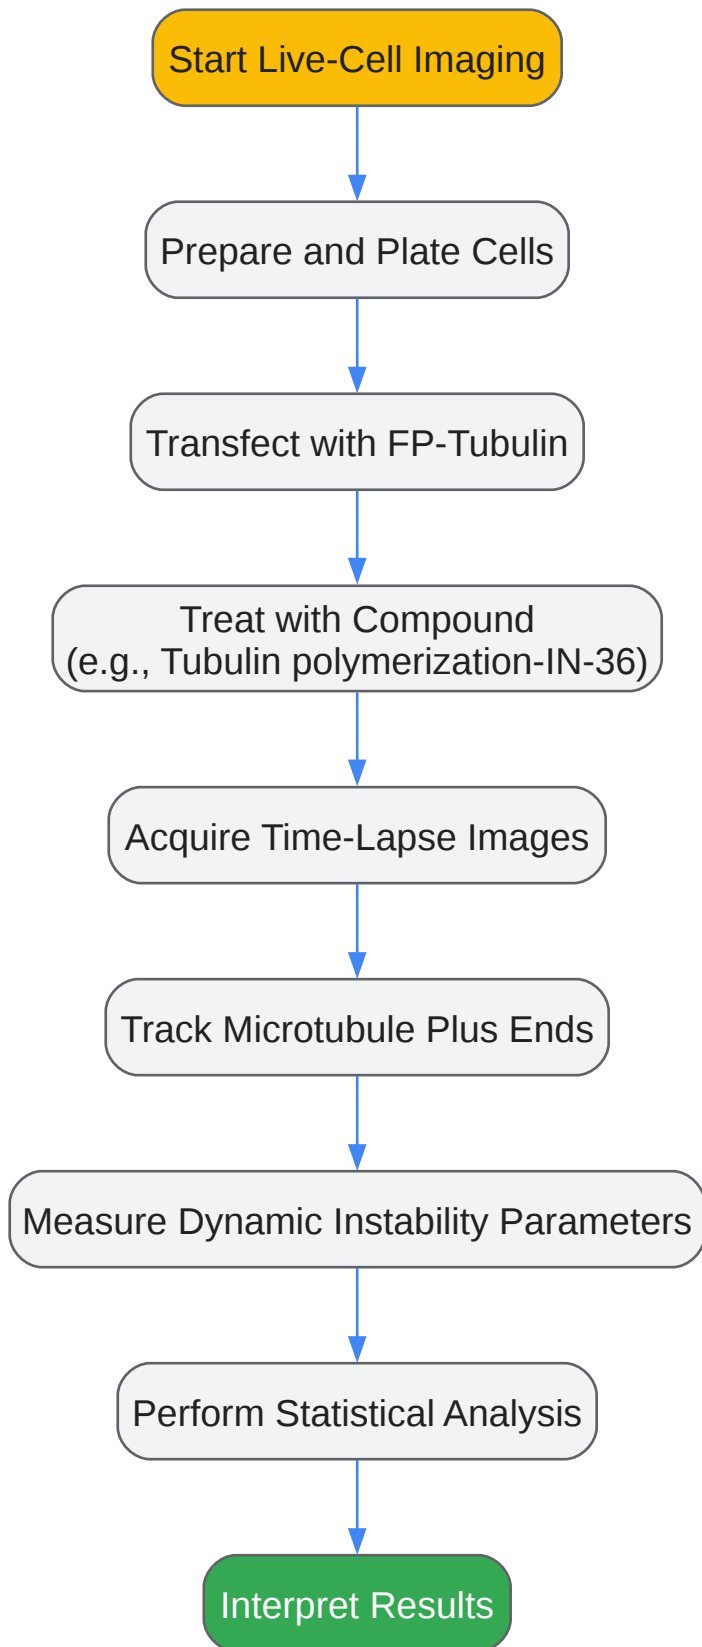 Start Live-Cell Imaging
Prepare and Plate Cells
Transfect with FP-Tubulin
Treat with Compound
(e.g., Tubulin polymerization-IN-36)
Acquire Time-Lapse Images
Track Microtubule Plus Ends
Measure Dynamic Instability Parameters
Perform Statistical Analysis
Interpret Results